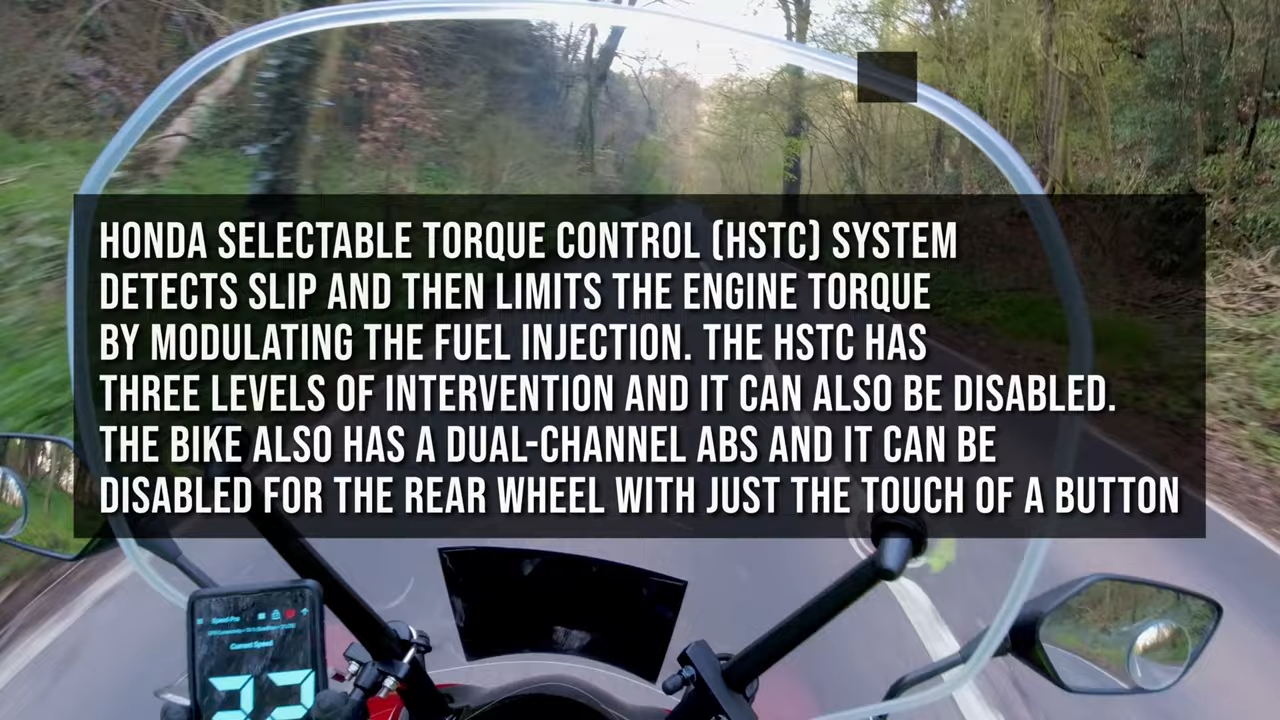 HONDA SELECTABLE TORQUE CONTROL (HSTC) SYSTEM
DETECTS SLIP AND THEN LIMITS THE ENGINE TORQUE
BY MODULATING THE FUEL INJECTION. THE HSTC HAS
THREE LEVELS OF INTERVENTION AND IT CAN ALSO BE DISABLED.
THE BIKE ALSO HAS A DUAL-CHANNEL ABS AND IT CAN BE
DISABLED FOR THE REAR WHEEL WITH JUST THE TOUCH OF A BUTTON
Speed Pro
Current Speed